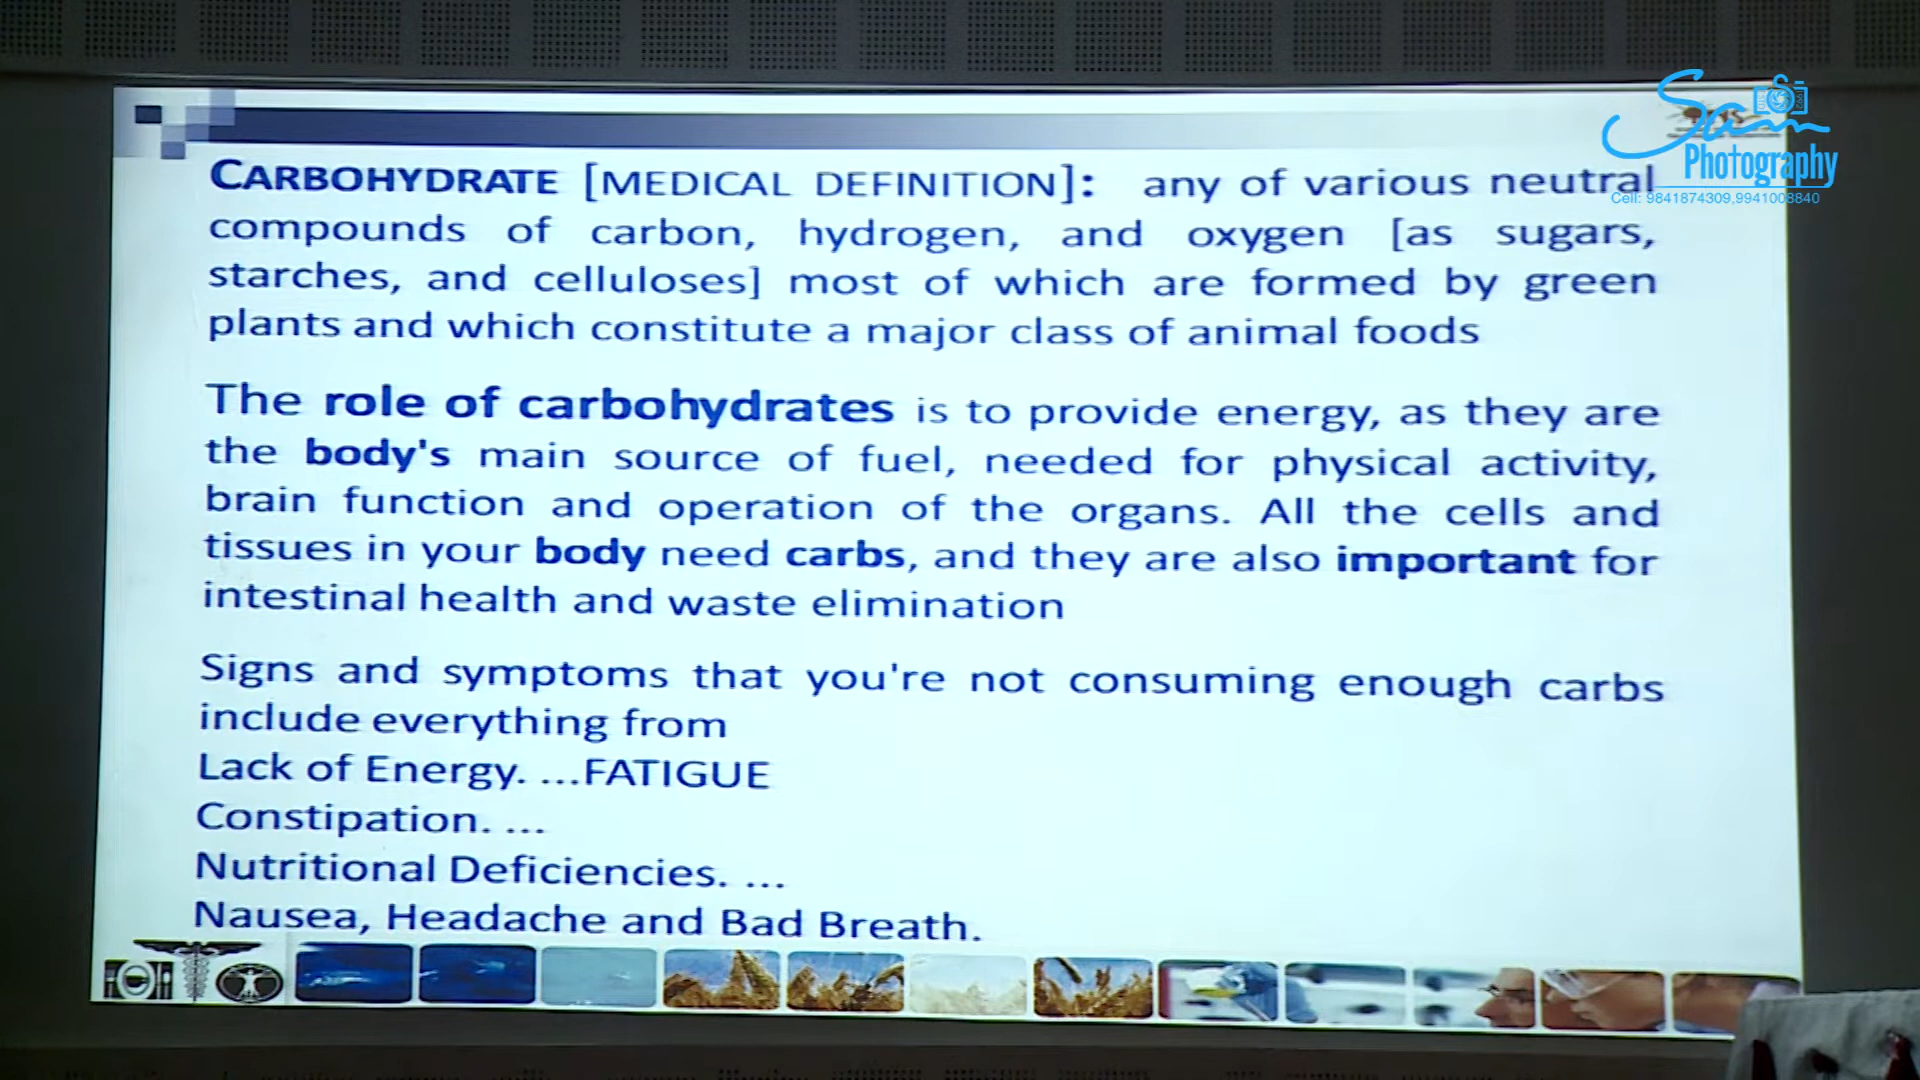 Sam
Photography
Cell: 9841874309,9941008840
CARBOHYDRATE [MEDICAL DEFINITION]: any of various neutral
compounds of carbon, hydrogen, and oxygen [as sugars,
starches, and celluloses] most of which are formed by green
plants and which constitute a major class of animal foods
The role of carbohydrates is to provide energy, as they are
the body's main source of fuel, needed for physical activity,
brain function and operation of the organs. All the cells and
tissues in your body need carbs, and they are also important for
intestinal health and waste elimination
Signs and symptoms that you're not consuming enough carbs
include everything from
Lack of Energy. ...FATIGUE
Constipation. ...
Nutritional Deficiencies. ...
Nausea, Headache and Bad Breath.